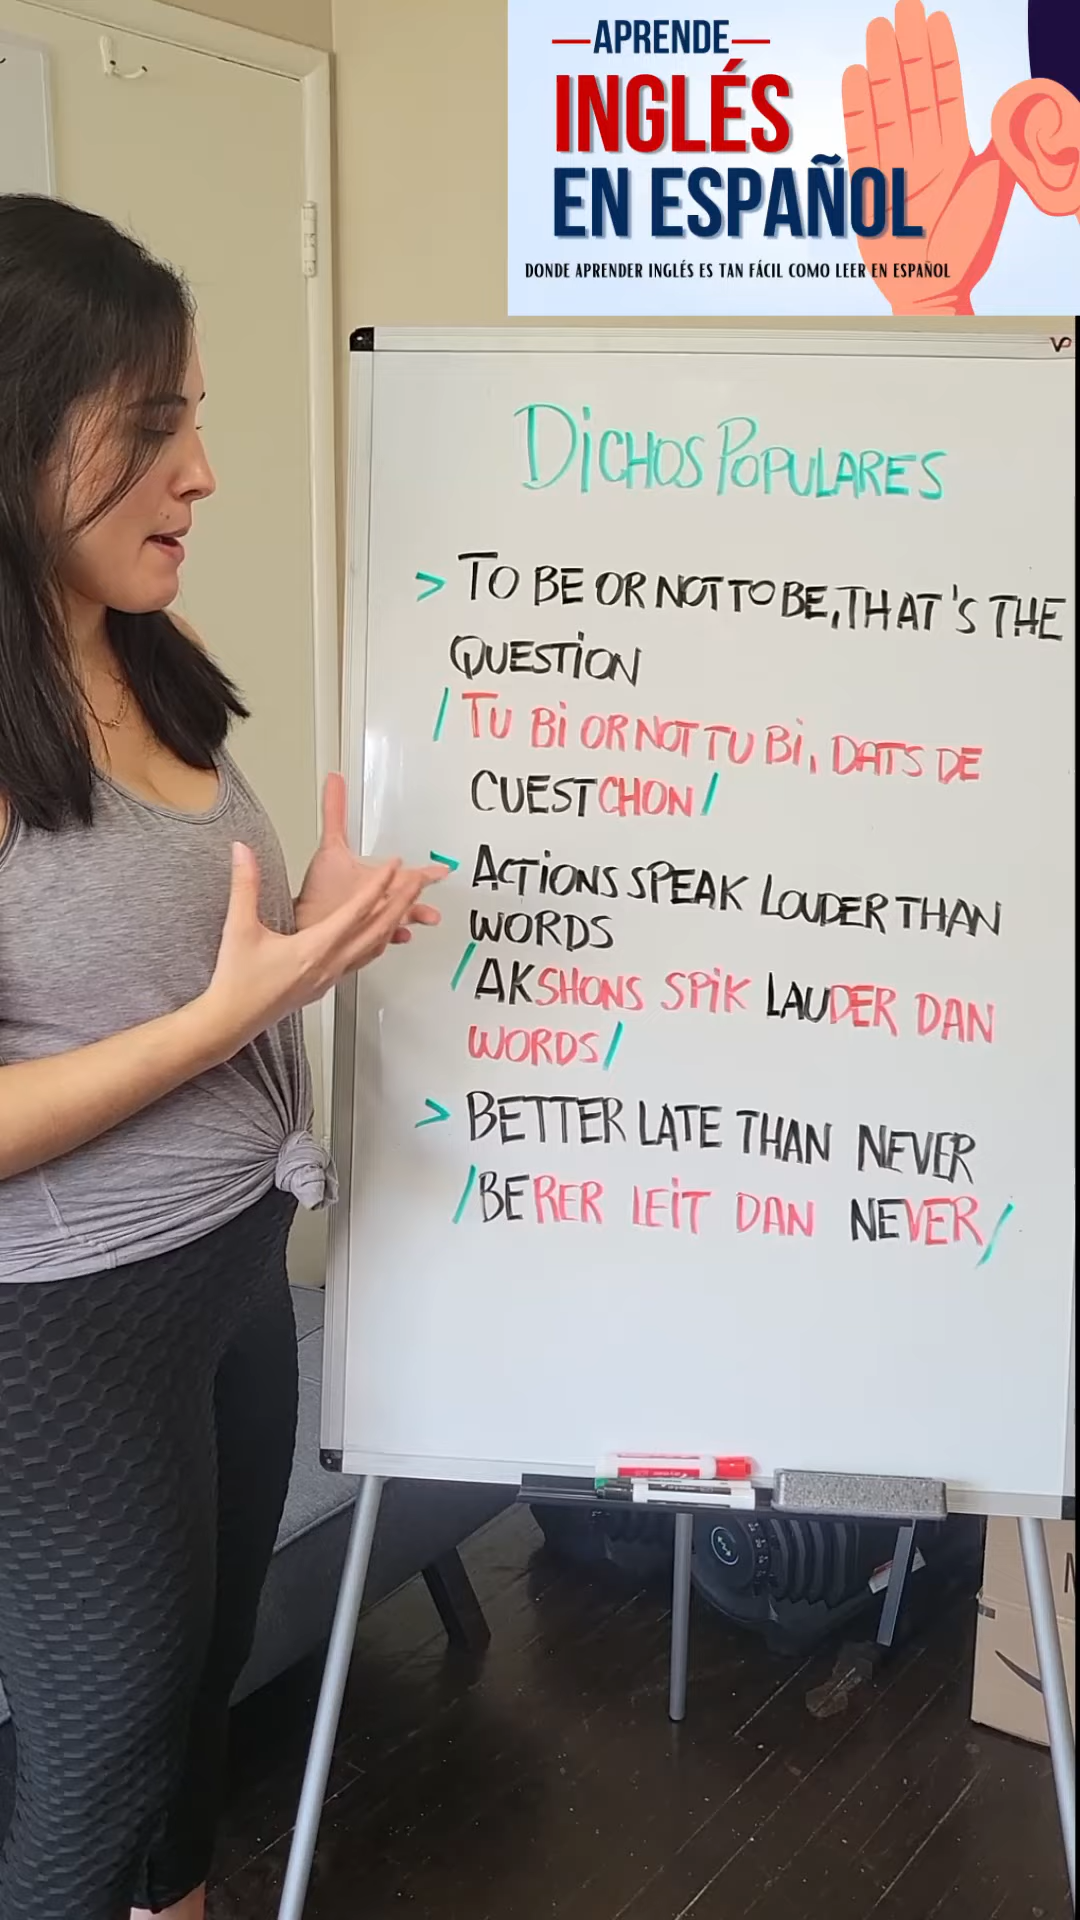 —APRENDE—
INGLÉS
EN ESPAÑOL
DONDE APRENDER INGLÉS ES TAN FÁCIL COMO LEER EN ESPAÑOL
DICHOS POPULARES
> TO BE OR NOT TO BE, THAT'S THE
QUESTION
/TU BI OR NOT TU BI, DATS DE
CUESTCHON/
> ACTIONS SPEAK LOUDER THAN
WORDS
/AKSHONS SPIK LAUDER DAN
WORDS/
> BETTER LATE THAN NEVER
/BERER LEIT DAN NEVER/